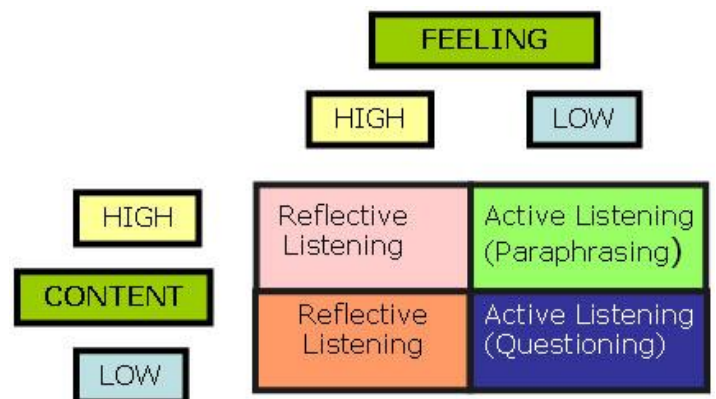 FEELING
HIGH
LOW
HIGH
Reflective
Listening
Active Listening
(Paraphrasing)
CONTENT
Reflective
Listening
Active Listening
(Questioning)
LOW